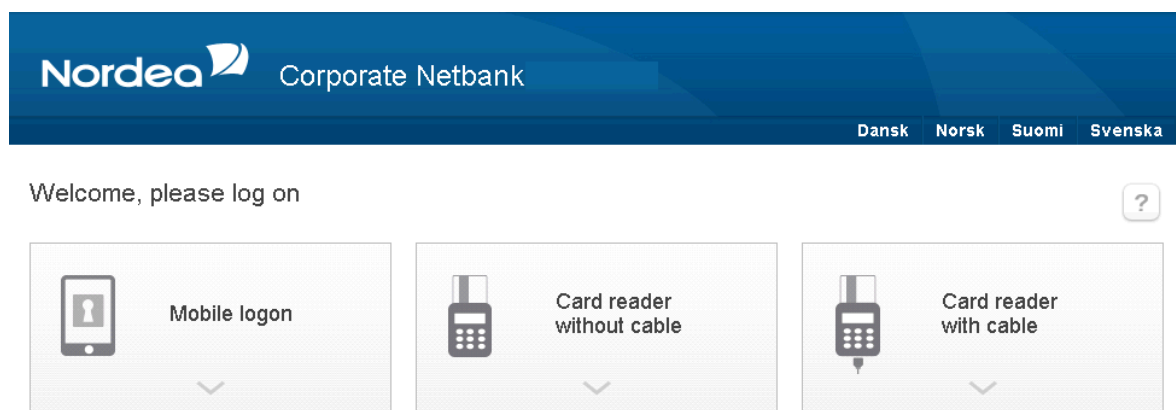 Nordea Corporate Netbank
Dansk Norsk Suomi Svenska
Welcome, please log on
?
Mobile logon
Card reader
without cable
Card reader
with cable